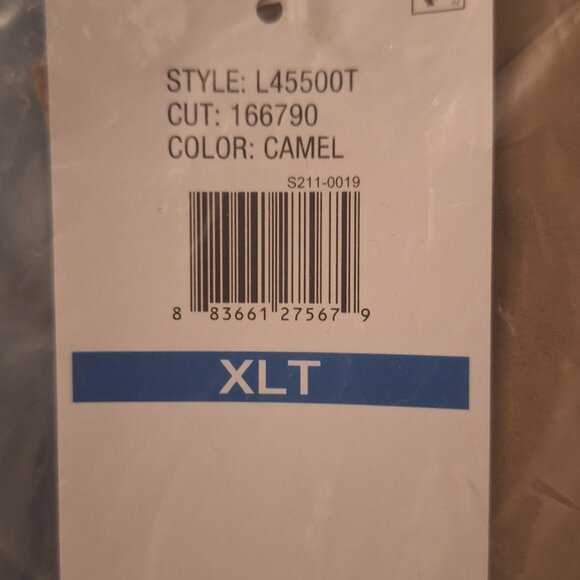 STYLE: L45500T
CUT: 166790
COLOR: CAMEL
S211-0019
8 83661 27567 9
XLT